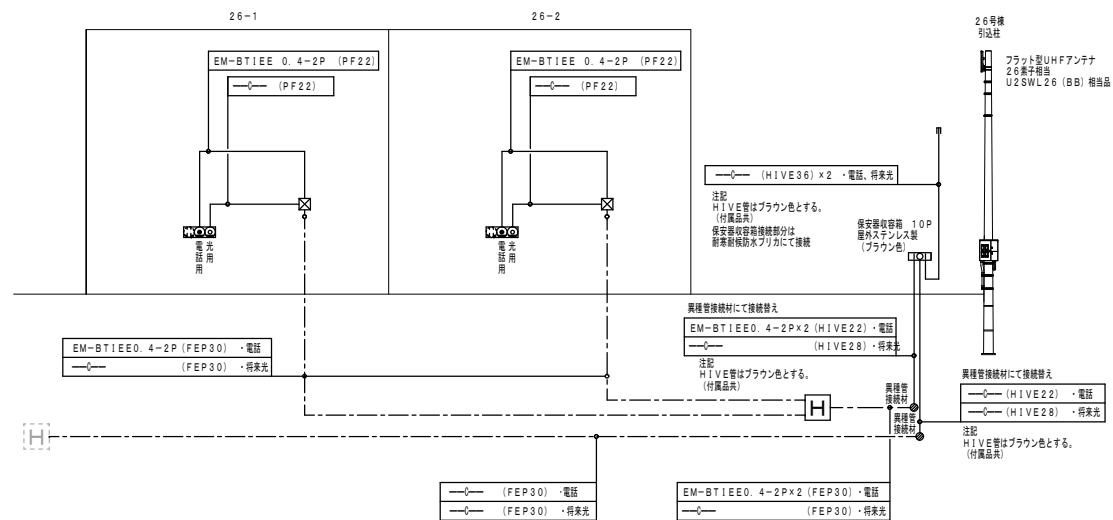 26-1
26-2
26号棟
引込柱
フラット型UHFアンテナ
26素子相当
U2SWL26(BB)相当品
EM-BTIEE 0.4-2P (PF22)
―C― (PF22)
EM-BTIEE 0.4-2P (PF22)
―C― (PF22)
電話用
光用
電話用
光用
―C― (HIVE36)×2 ・電話、将来光
注記
HIVE管はブラウン色とする。
(付属品共)
保安器収容箱接続部分は
耐寒耐候防水プリカにて接続
保安器収容箱 10P
屋外ステンレス製
(ブラウン色)
異種管接続材にて接続替え
EM-BTIEE0.4-2P×2(HIVE22)・電話
―C― (HIVE28)・将来光
注記
HIVE管はブラウン色とする。
(付属品共)
EM-BTIEE0.4-2P(FEP30) ・電話
―C― (FEP30) ・将来光
異種管
接続材
異種管
接続材
H
H
異種管接続材にて接続替え
―C―(HIVE22) ・電話
―C―(HIVE28) ・将来光
注記
HIVE管はブラウン色とする。
(付属品共)
―C― (FEP30) ・電話
―C― (FEP30) ・将来光
EM-BTIEE0.4-2P×2(FEP30)・電話
―C― (FEP30)・将来光